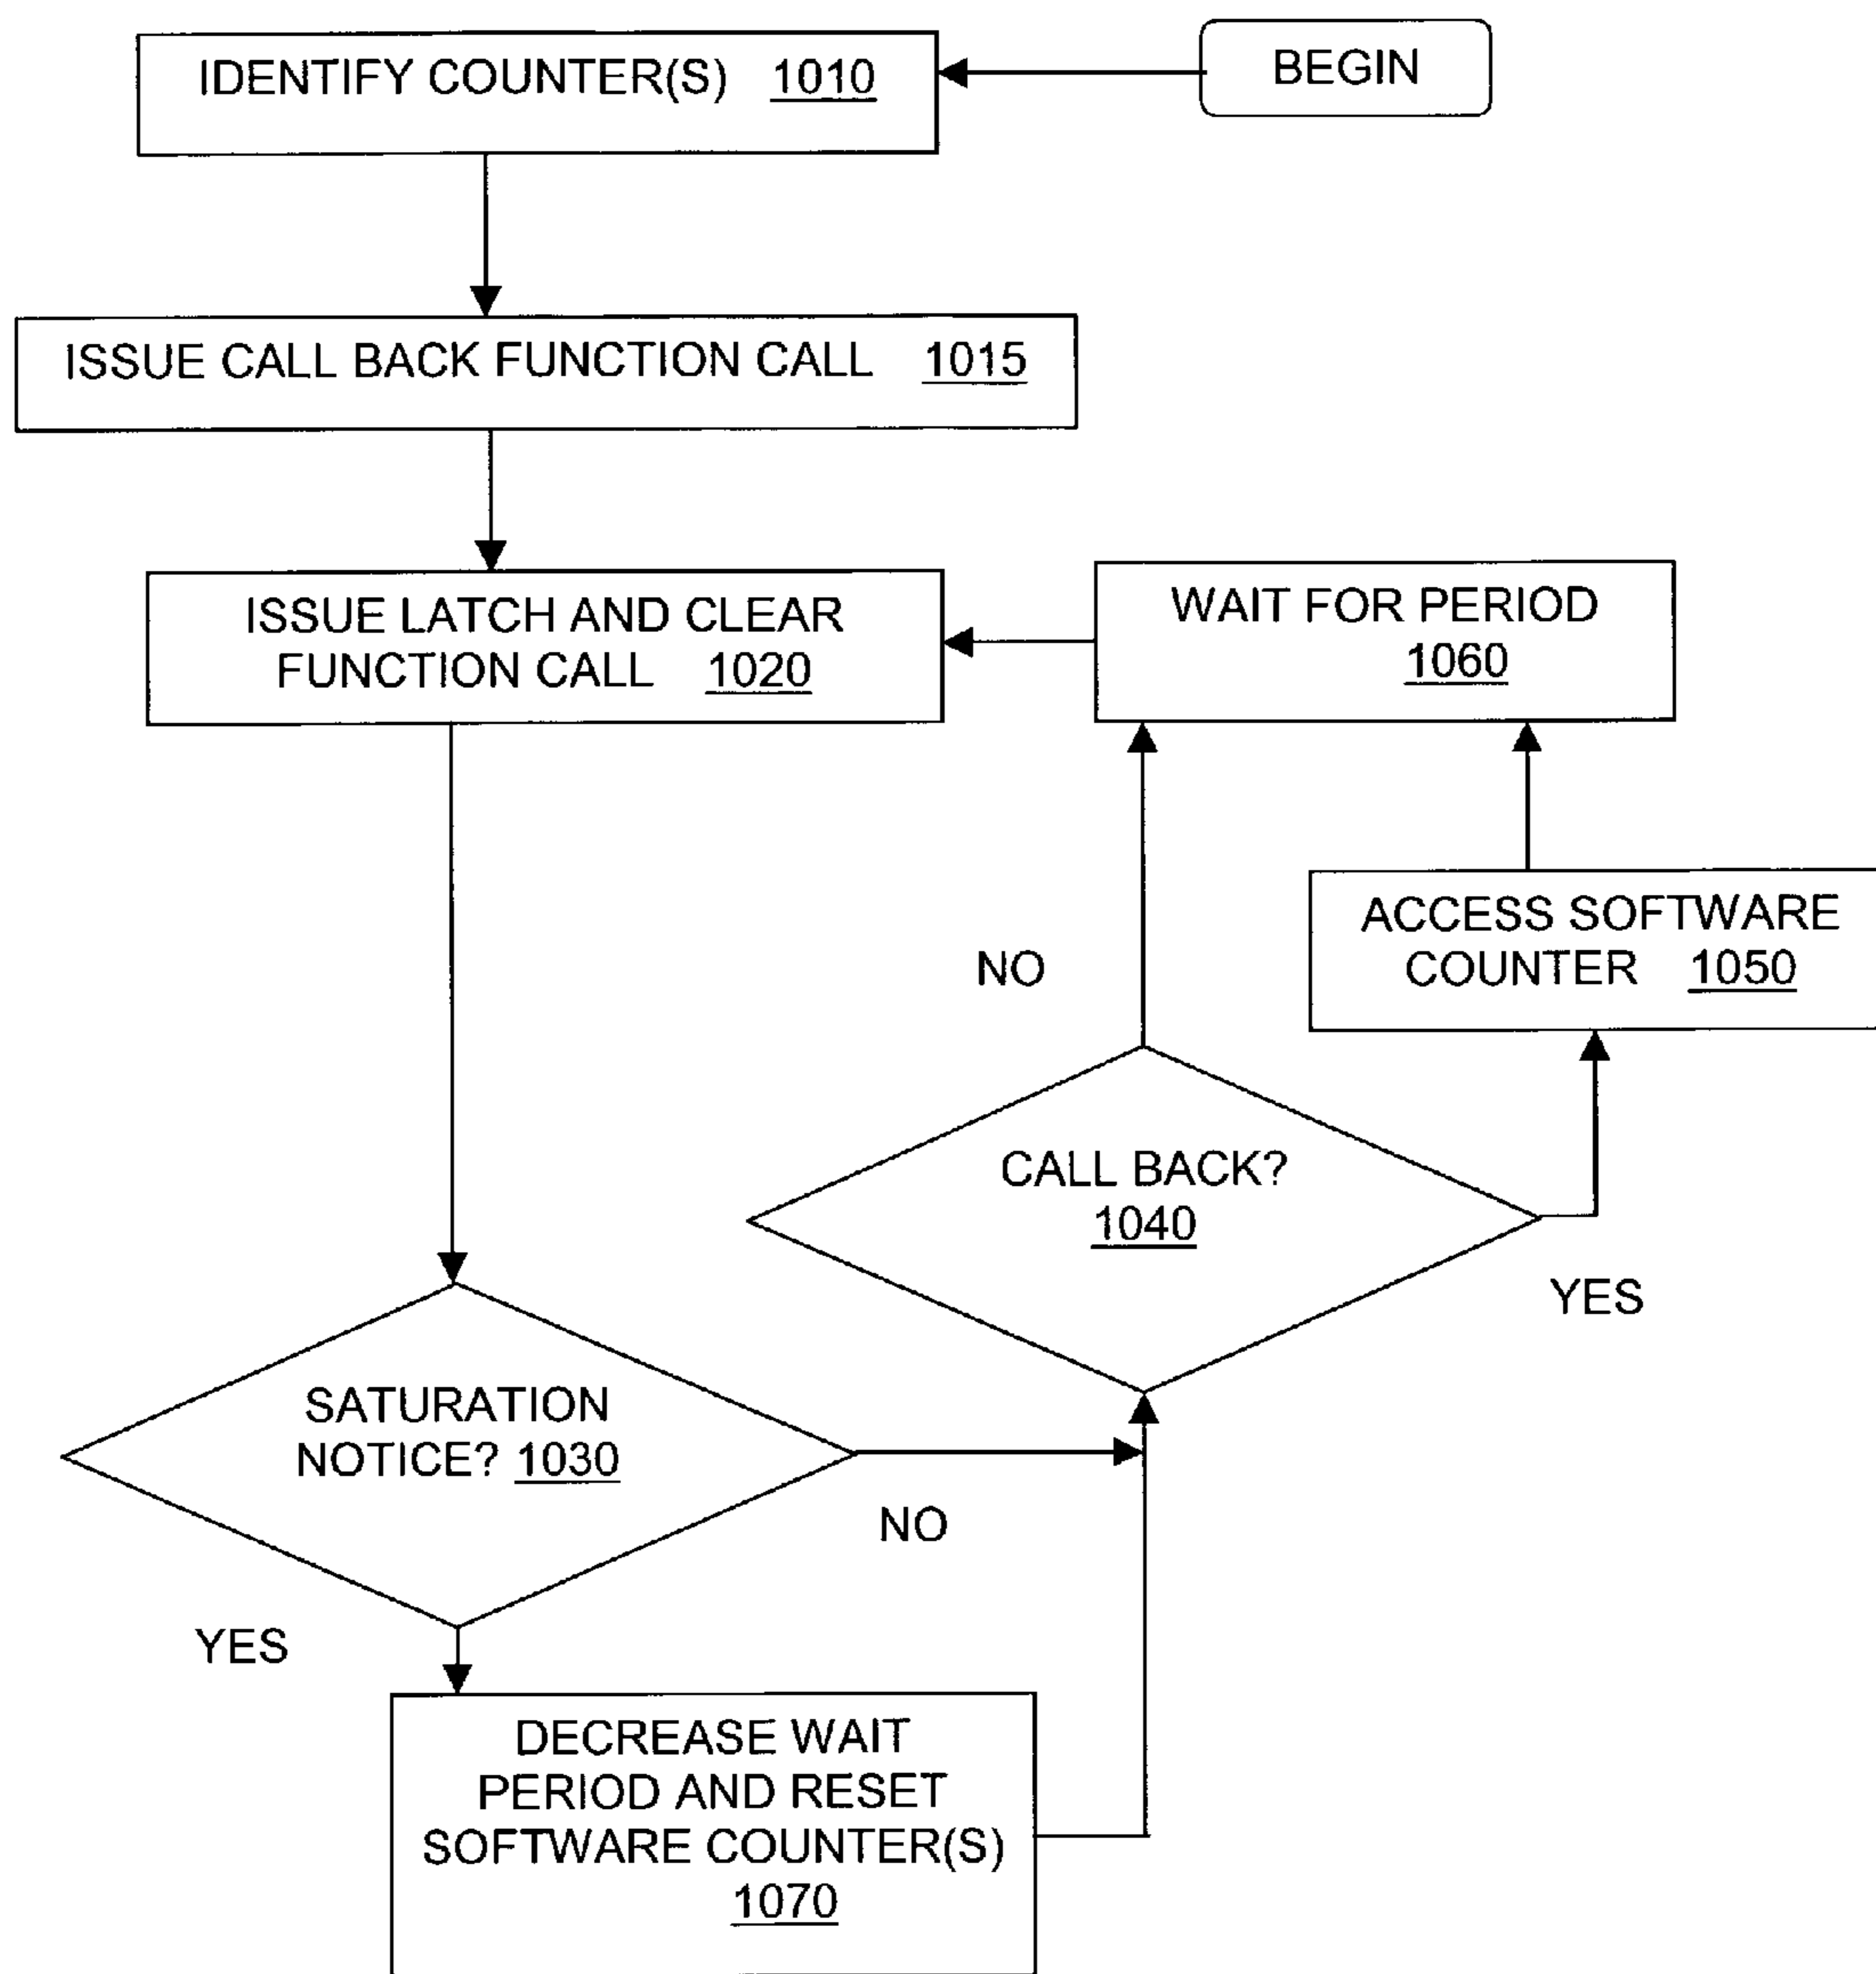 BEGIN
IDENTIFY COUNTER(S) 1010
ISSUE CALL BACK FUNCTION CALL 1015
ISSUE LATCH AND CLEAR
FUNCTION CALL 1020
WAIT FOR PERIOD
1060
ACCESS SOFTWARE
COUNTER 1050
NO
CALL BACK?
1040
YES
SATURATION
NOTICE? 1030
NO
YES
DECREASE WAIT
PERIOD AND RESET
SOFTWARE COUNTER(S)
1070